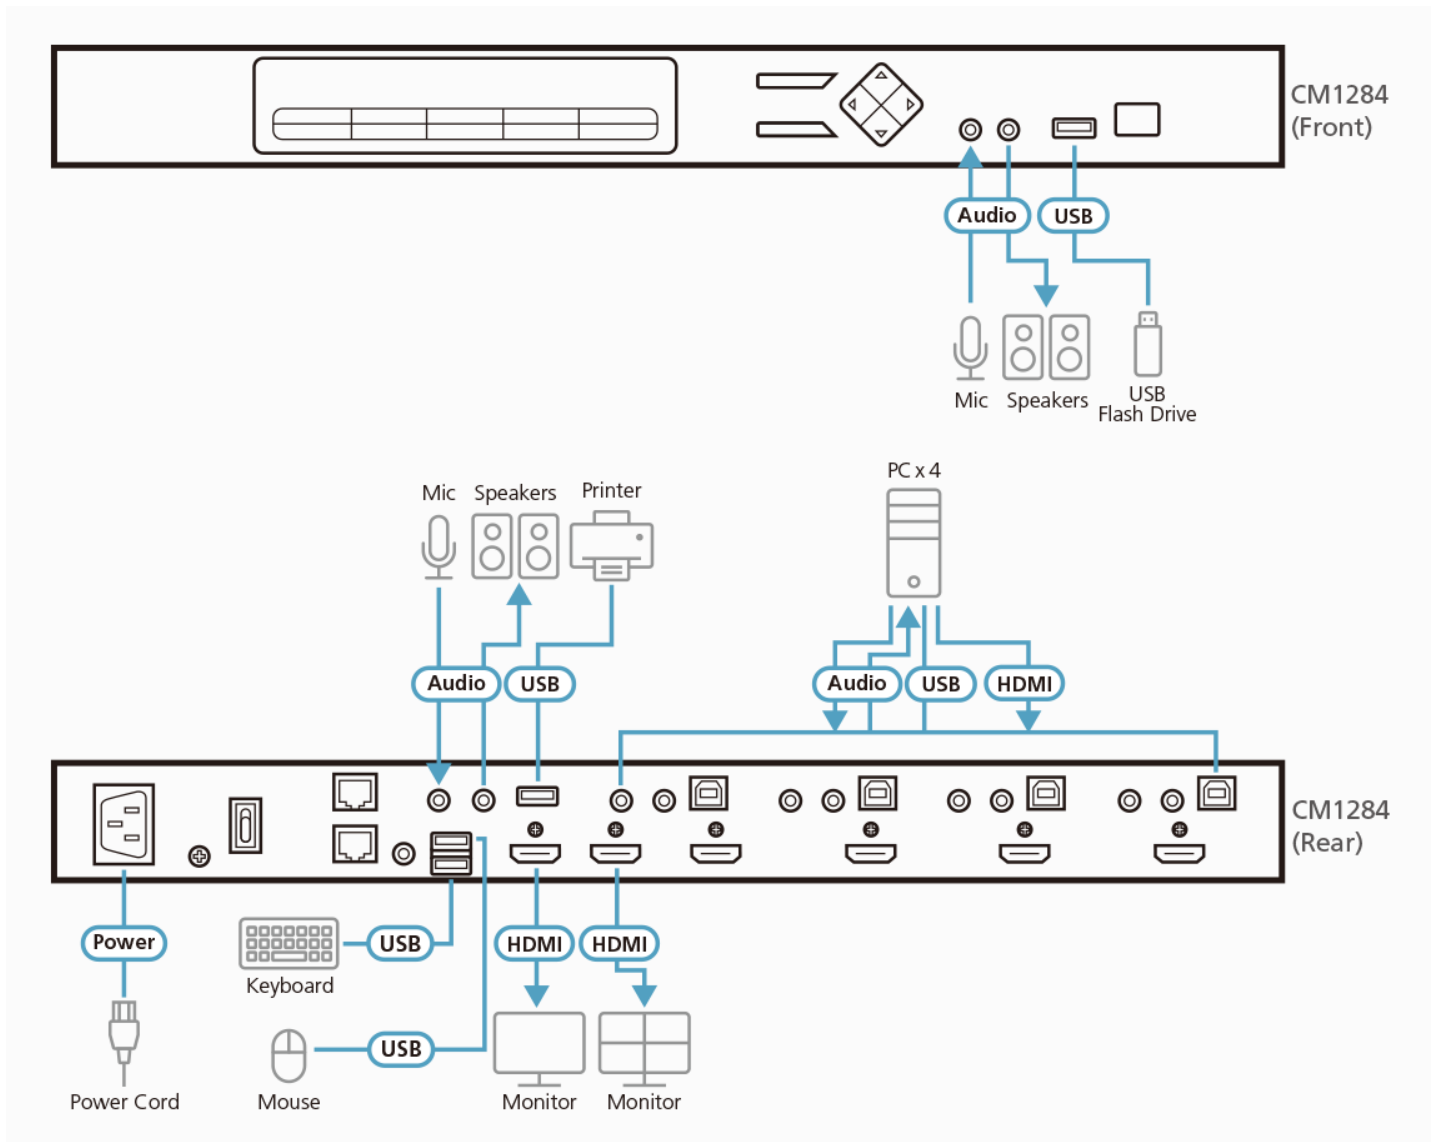 CM1284
(Front)
Audio
USB
Mic
Speakers
USB
Flash Drive
PC x 4
Mic
Speakers
Printer
Audio
USB
Audio
USB
HDMI
CM1284
(Rear)
Power
USB
HDMI
HDMI
Keyboard
USB
Power Cord
Mouse
Monitor
Monitor